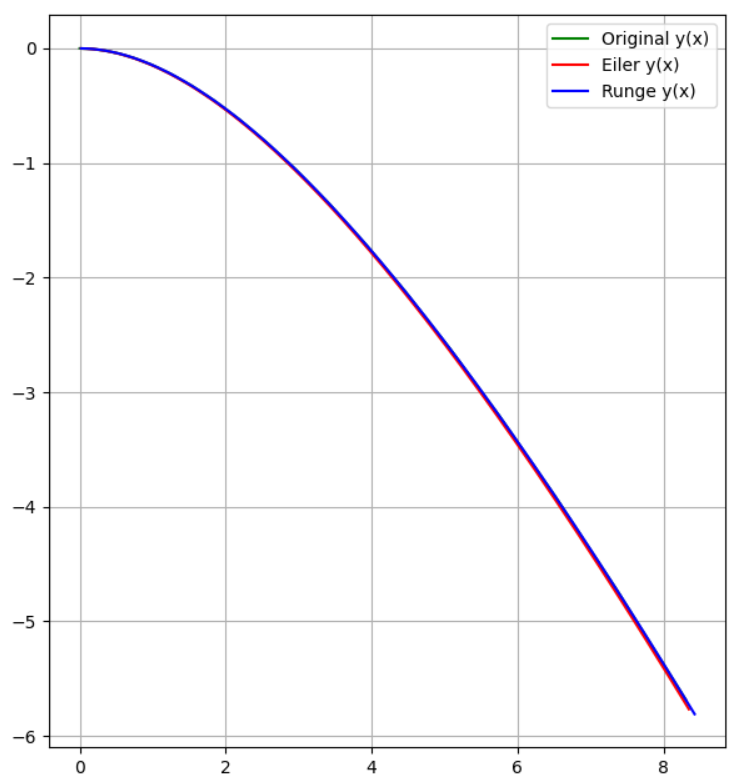 Original y(x)
Eiler y(x)
Runge y(x)
0
−1
−2
−3
−4
−5
−6
0 2 4 6 8